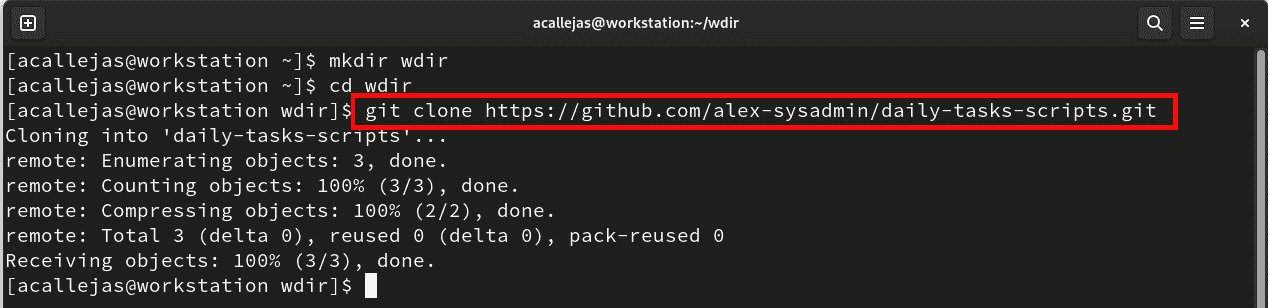 acallejas@workstation:~/wdir
[acallejas@workstation ~]$ mkdir wdir
[acallejas@workstation ~]$ cd wdir
[acallejas@workstation wdir]$ git clone https://github.com/alex-sysadmin/daily-tasks-scripts.git
Cloning into 'daily-tasks-scripts'...
remote: Enumerating objects: 3, done.
remote: Counting objects: 100% (3/3), done.
remote: Compressing objects: 100% (2/2), done.
remote: Total 3 (delta 0), reused 0 (delta 0), pack-reused 0
Receiving objects: 100% (3/3), done.
[acallejas@workstation wdir]$